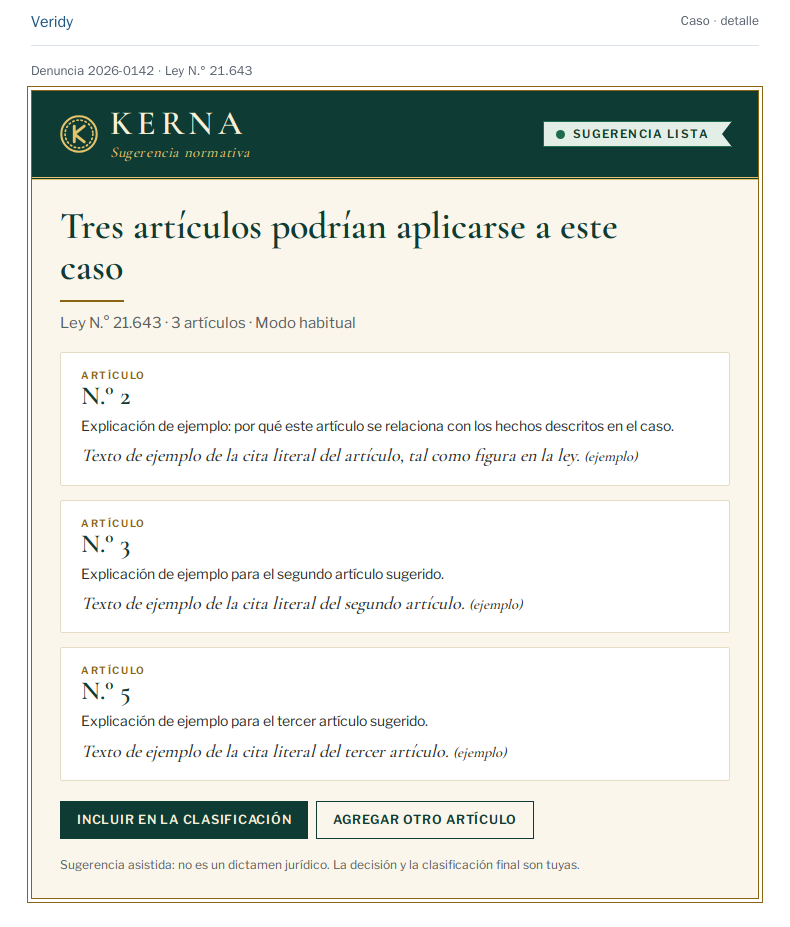 Veridy
Caso · detalle
Denuncia 2026-0142 · Ley N.° 21.643
K
KERNA
Sugerencia normativa
SUGERENCIA LISTA
Tres artículos podrían aplicarse a este
caso
Ley N.° 21.643 · 3 artículos · Modo habitual
ARTÍCULO
N.º 2
Explicación de ejemplo: por qué este artículo se relaciona con los hechos descritos en el caso.
Texto de ejemplo de la cita literal del artículo, tal como figura en la ley. (ejemplo)
ARTÍCULO
N.º 3
Explicación de ejemplo para el segundo artículo sugerido.
Texto de ejemplo de la cita literal del segundo artículo. (ejemplo)
ARTÍCULO
N.º 5
Explicación de ejemplo para el tercer artículo sugerido.
Texto de ejemplo de la cita literal del tercer artículo. (ejemplo)
INCLUIR EN LA CLASIFICACIÓN
AGREGAR OTRO ARTÍCULO
Sugerencia asistida: no es un dictamen jurídico. La decisión y la clasificación final son tuyas.